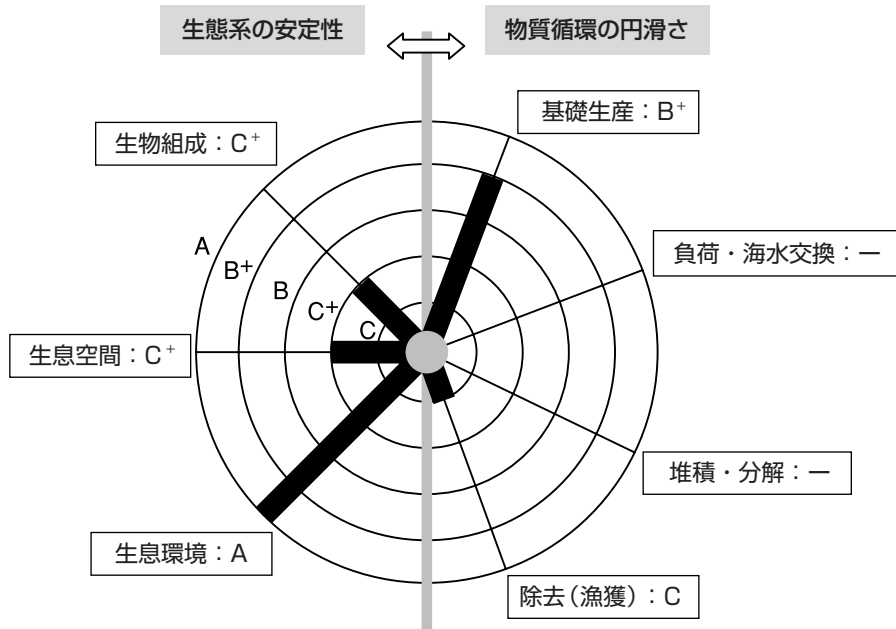 生態系の安定性
物質循環の円滑さ
基礎生産：B⁺
生物組成：C⁺
A
B⁺
B
C⁺
C
負荷・海水交換：ー
生息空間：C⁺
堆積・分解：ー
生息環境：A
除去（漁獲）：C